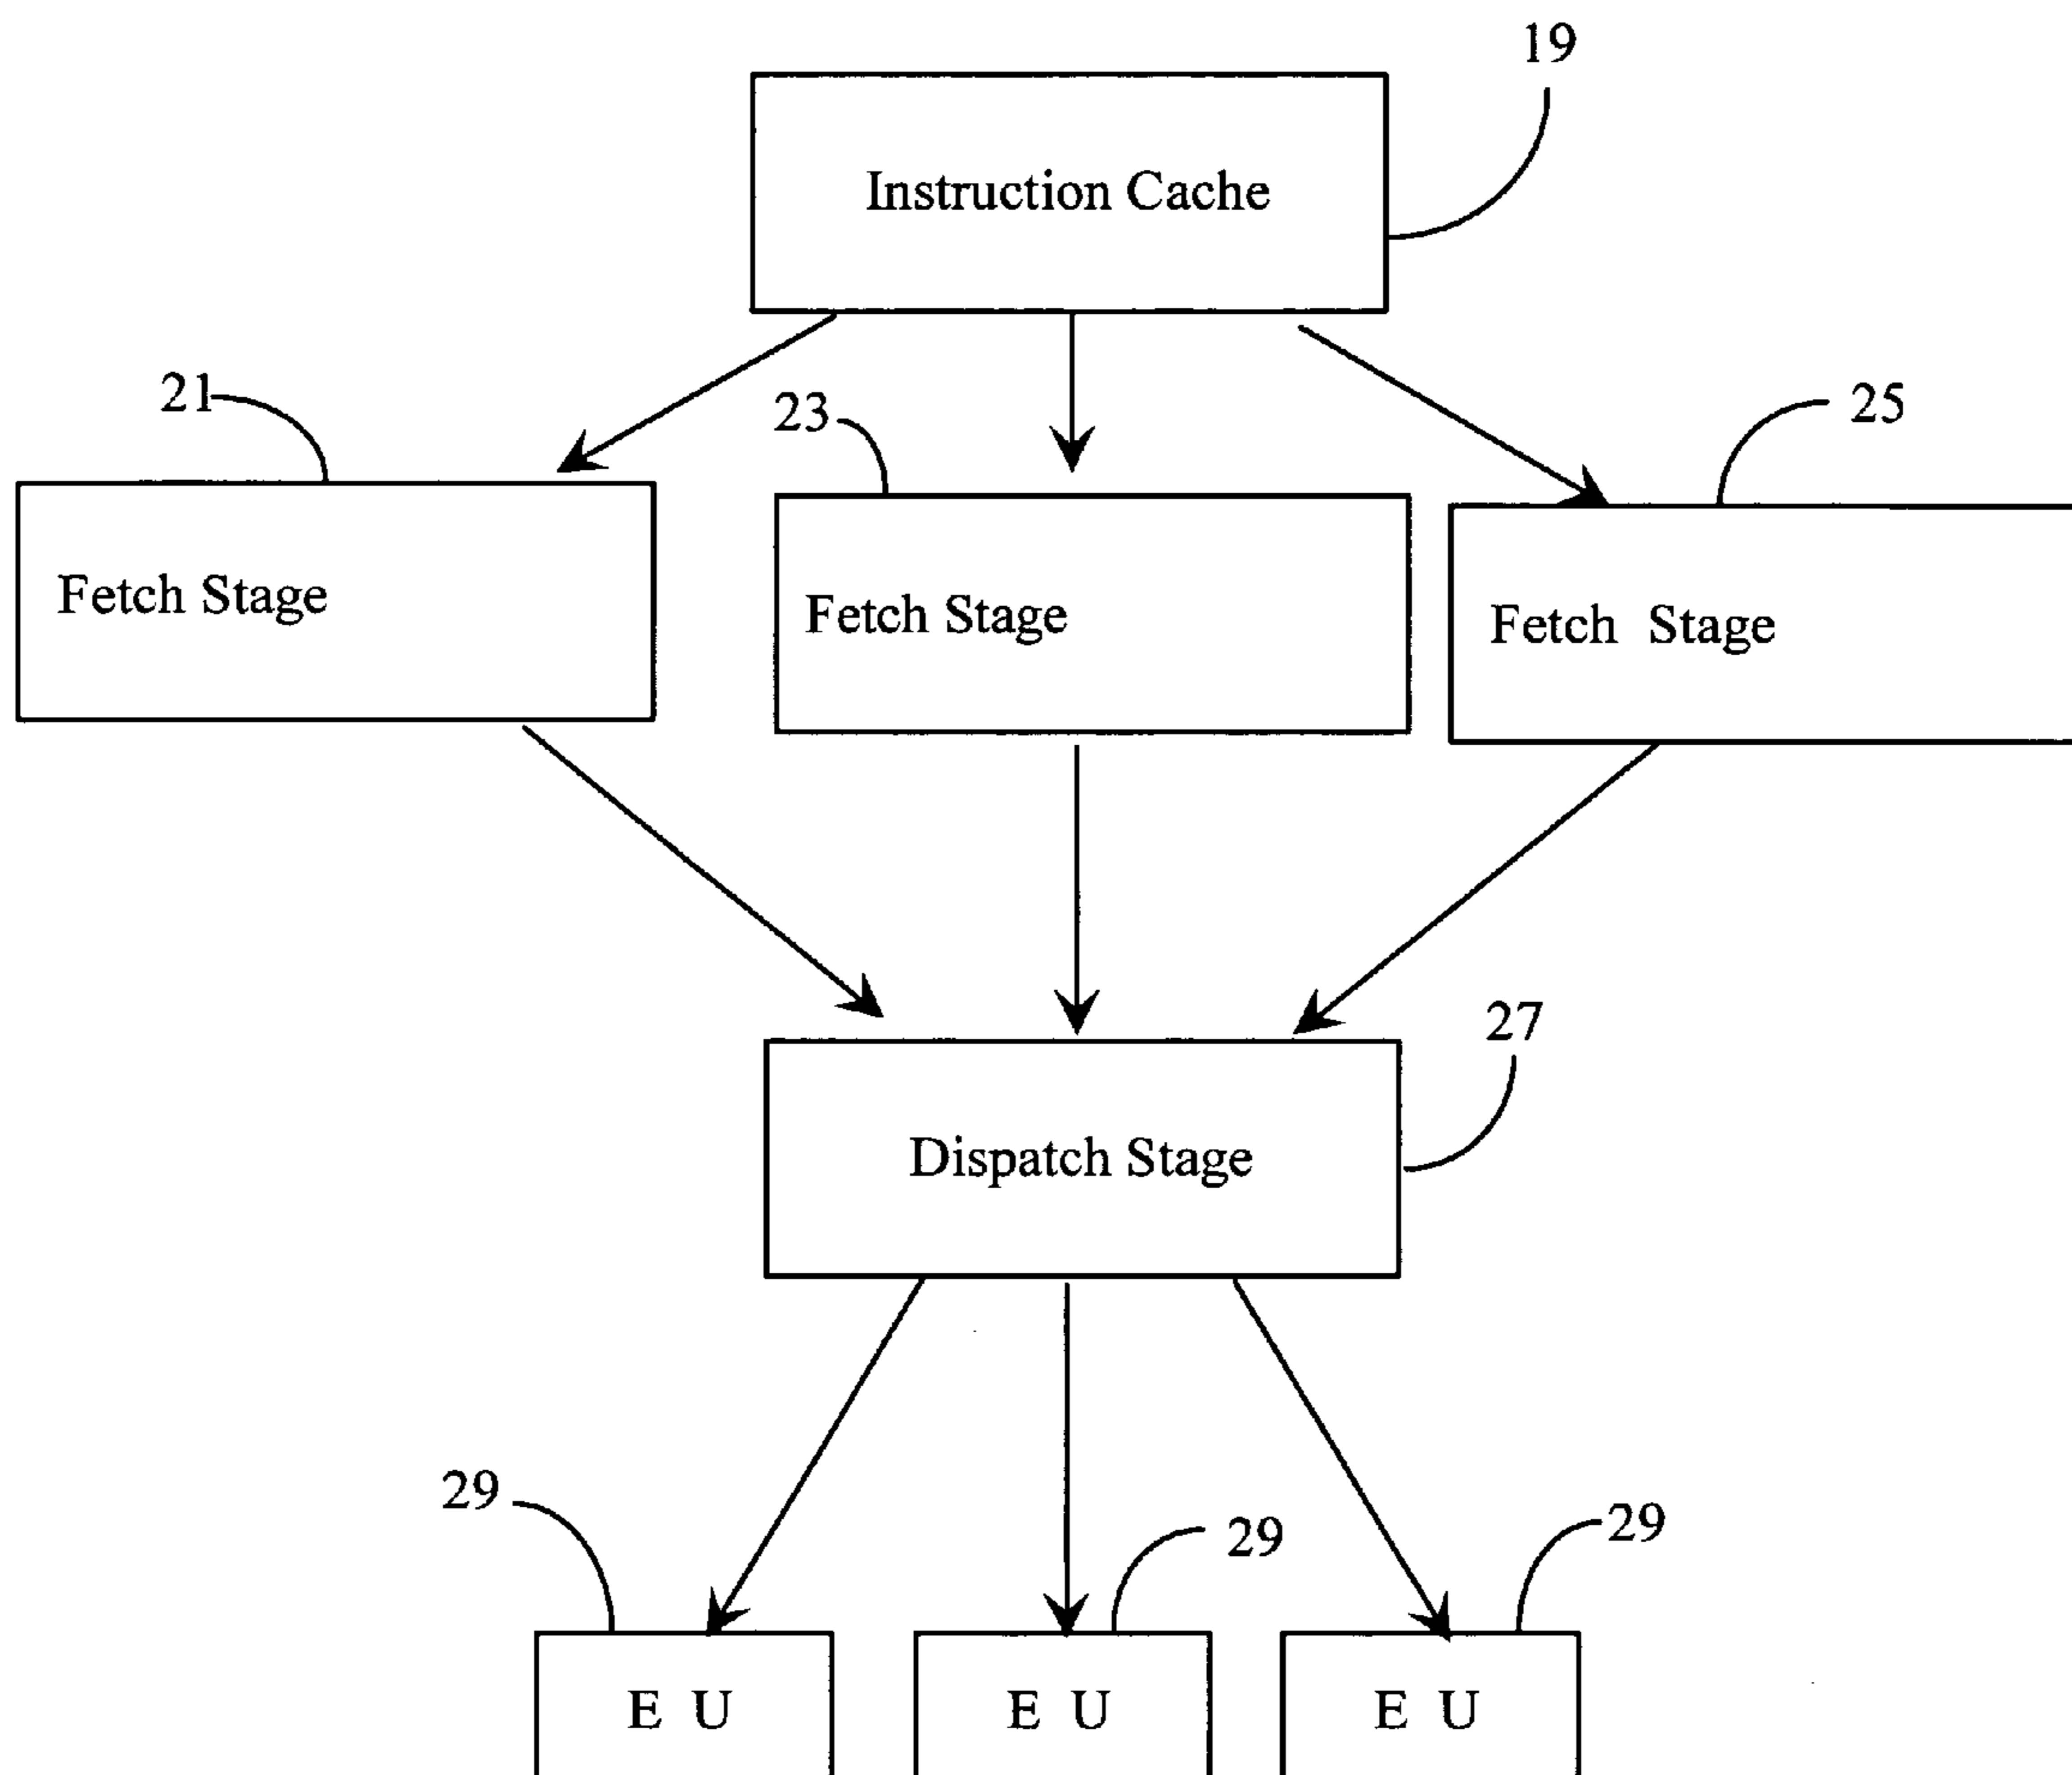 19
Instruction Cache
21
23
25
Fetch Stage
Fetch Stage
Fetch Stage
27
Dispatch Stage
29
29
29
E U
E U
E U